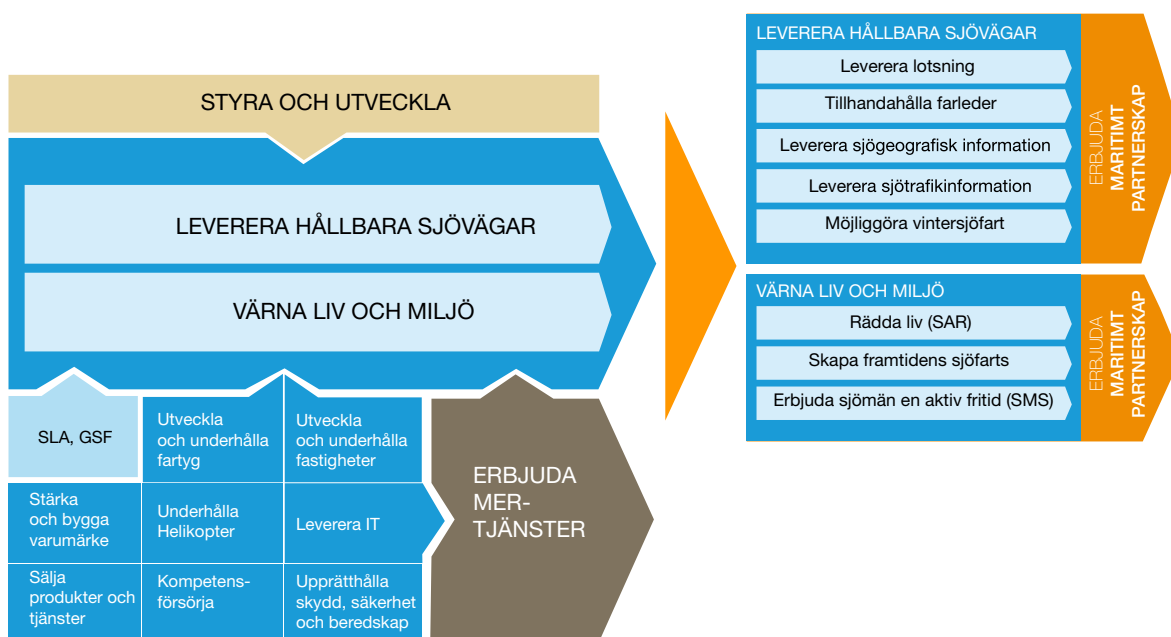 STYRA OCH UTVECKLA
LEVERERA HÅLLBARA SJÖVÄGAR
VÄRNA LIV OCH MILJÖ
SLA, GSF
Utveckla
och underhålla
fartyg
Utveckla
och underhålla
fastigheter
Stärka
och bygga
varumärke
Underhålla
Helikopter
Leverera IT
Sälja
produkter och
tjänster
Kompetens-
försörja
Upprätthålla
skydd, säkerhet
och beredskap
ERBJUDA
MER-
TJÄNSTER
LEVERERA HÅLLBARA SJÖVÄGAR
Leverera lotsning
Tillhandahålla farleder
Leverera sjögeografisk information
Leverera sjötrafikinformation
Möjliggöra vintersjöfart
ERBJUDA
MARITIMT
PARTNERSKAP
VÄRNA LIV OCH MILJÖ
Rädda liv (SAR)
Skapa framtidens sjöfarts
Erbjuda sjömän en aktiv fritid (SMS)
ERBJUDA
MARITIMT
PARTNERSKAP